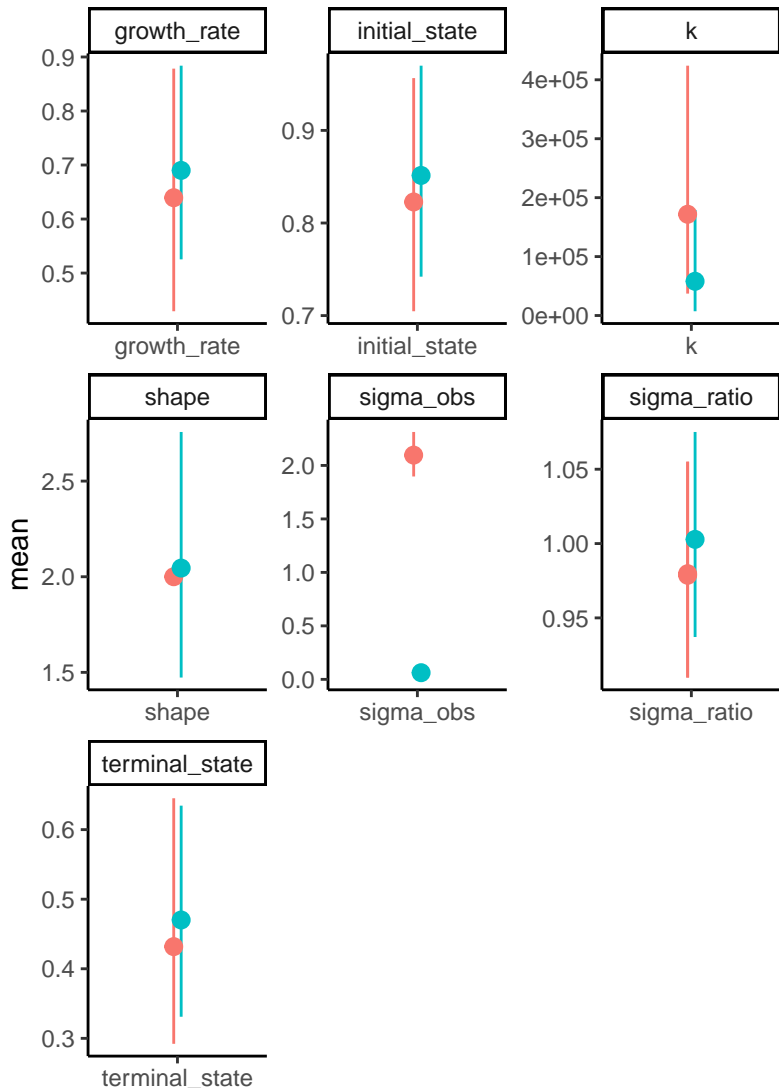 growth_rate
initial_state
k
0.9
0.8
0.7
0.6
0.5
growth_rate
0.9
0.8
0.7
initial_state
4e+05
3e+05
2e+05
1e+05
0e+00
k
shape
sigma_obs
sigma_ratio
mean
2.5
2.0
1.5
shape
2.0
1.5
1.0
0.5
0.0
sigma_obs
1.05
1.00
0.95
sigma_ratio
terminal_state
0.6
0.5
0.4
0.3
terminal_state